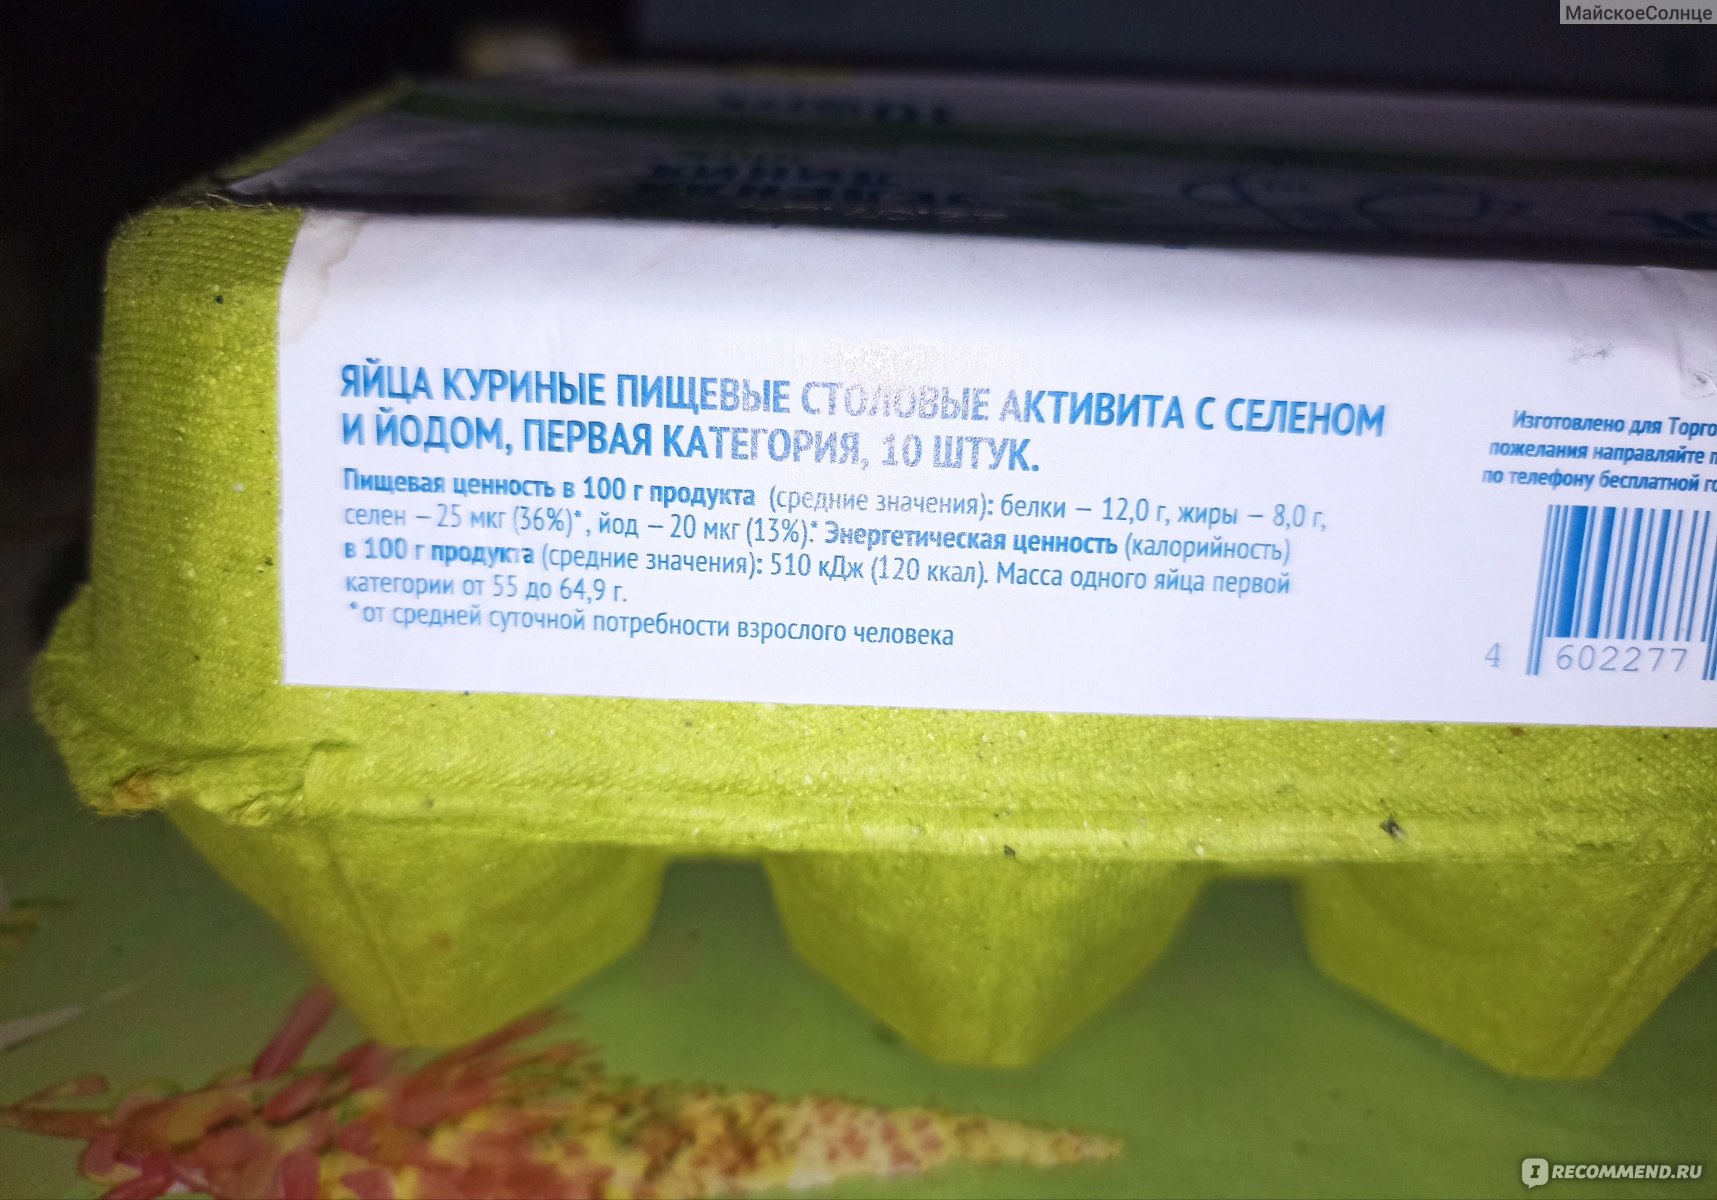 МайскоеСолнце
ЯЙЦА КУРИНЫЕ ПИЩЕВЫЕ СТОЛОВЫЕ АКТИВИТА С СЕЛЕНОМ
И ЙОДОМ, ПЕРВАЯ КАТЕГОРИЯ, 10 ШТУК.
Пищевая ценность в 100 г продукта (средние значения): белки – 12,0 г, жиры – 8,0 г,
селен – 25 мкг (36%)*, йод – 20 мкг (13%).* Энергетическая ценность (калорийность)
в 100 г продукта (средние значения): 510 кДж (120 ккал). Масса одного яйца первой
категории от 55 до 64,9 г.
*от средней суточной потребности взрослого человека
Изготовлено для Торго
пожелания направляйте п
по телефону бесплатной го
4 602277
IRECOMMEND.RU